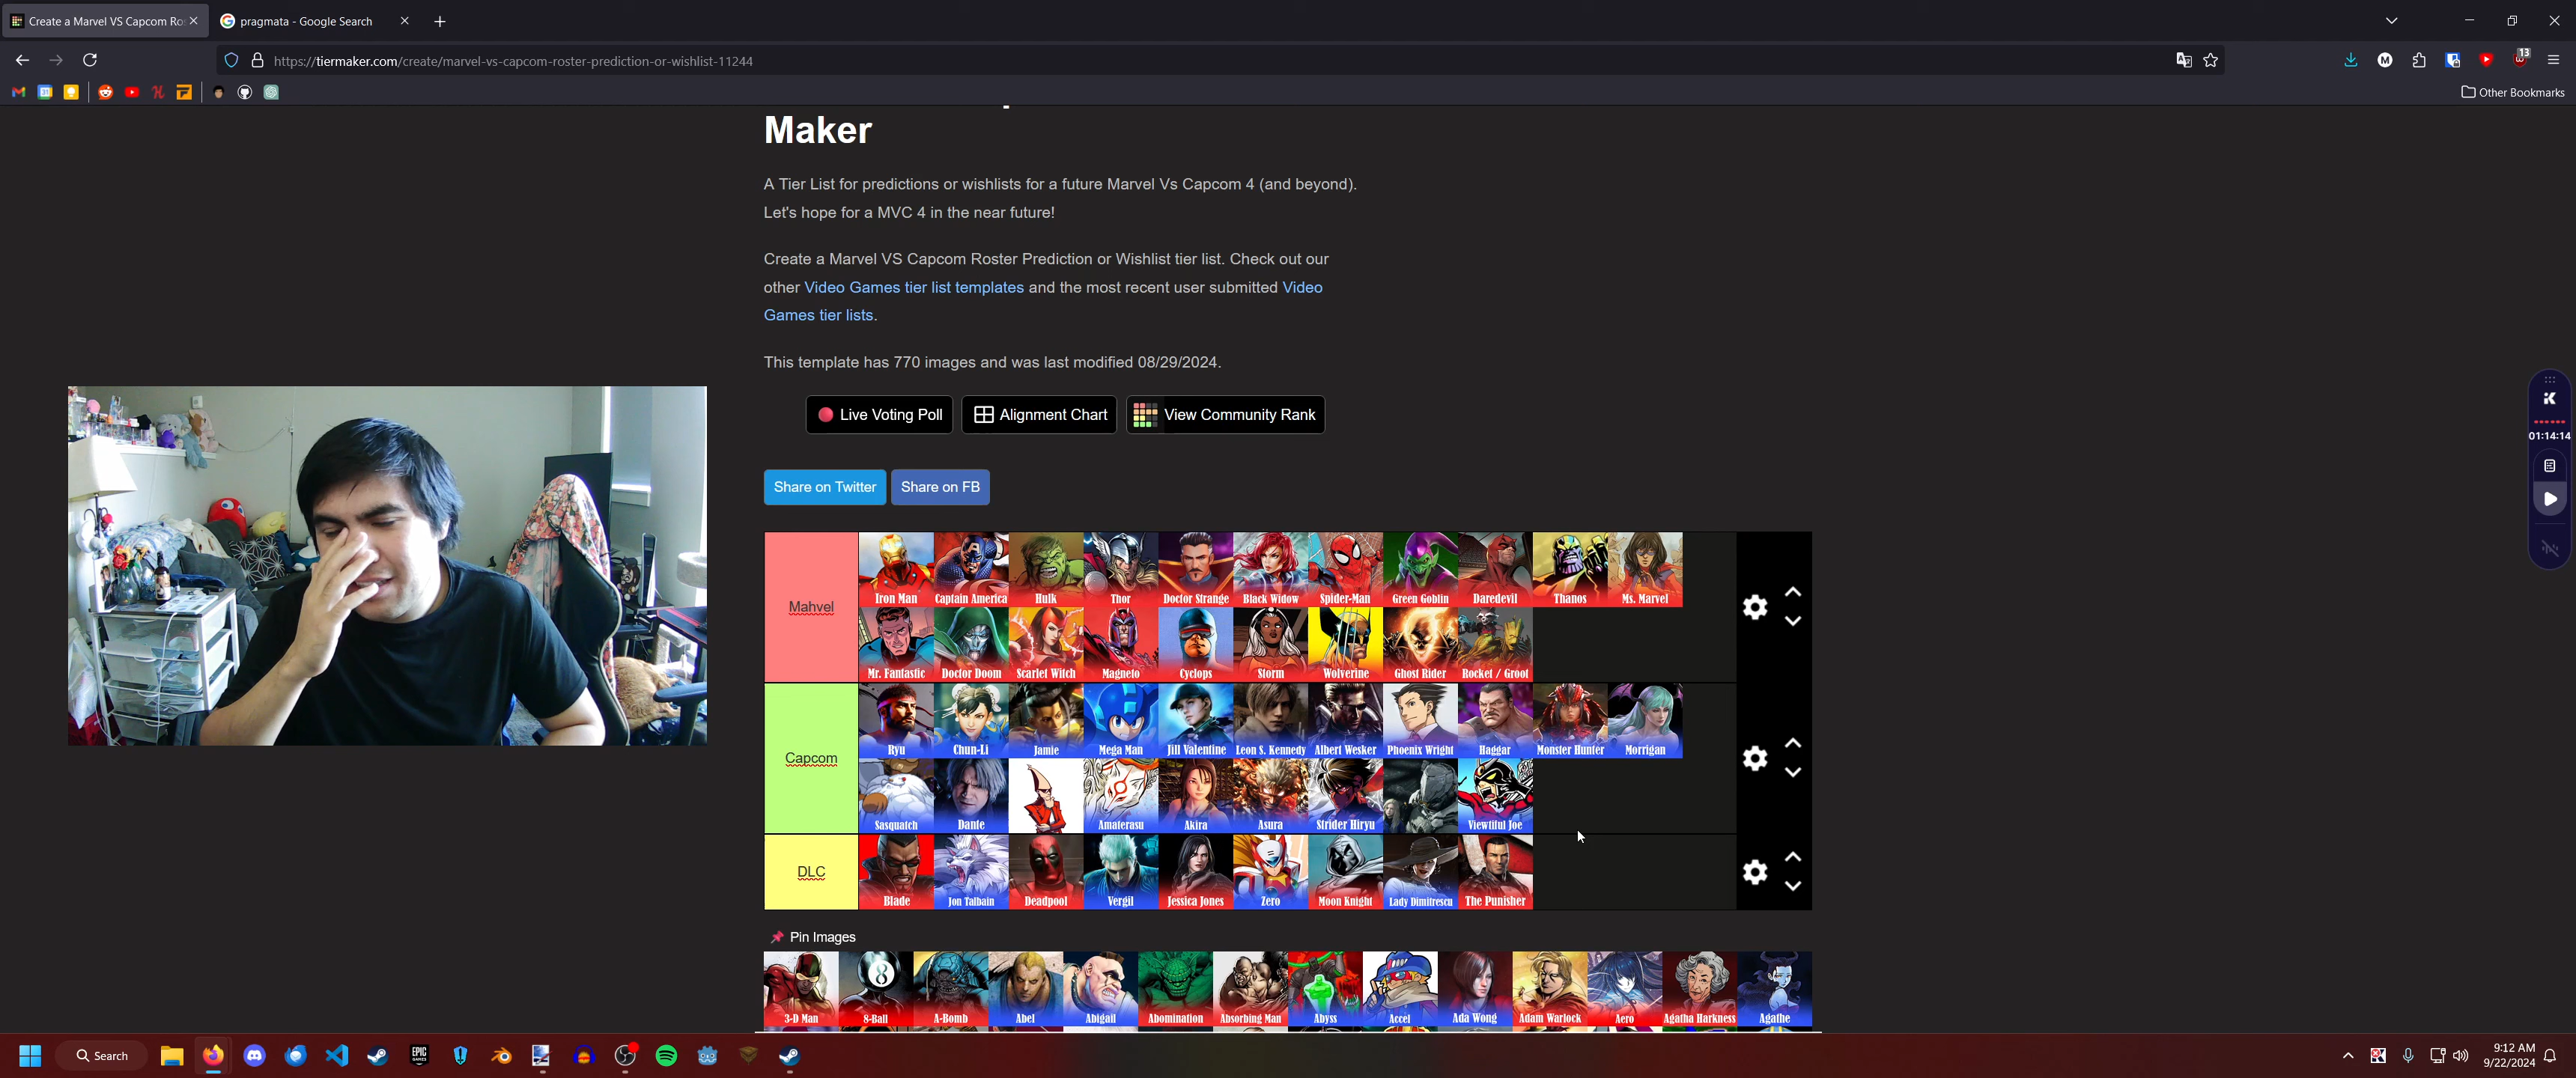 Create a Marvel VS Capcom Ros
pragmata - Google Search
https://tiermaker.com/create/marvel-vs-capcom-roster-prediction-or-wishlist-11244
13
Other Bookmarks
Maker
A Tier List for predictions or wishlists for a future Marvel Vs Capcom 4 (and beyond).
Let's hope for a MVC 4 in the near future!
Create a Marvel VS Capcom Roster Prediction or Wishlist tier list. Check out our
other Video Games tier list templates and the most recent user submitted Video
Games tier lists.
This template has 770 images and was last modified 08/29/2024.
Live Voting Poll
Alignment Chart
View Community Rank
Share on Twitter
Share on FB
01:14:14
Mahvel
Iron Man Captain America Hulk Thor Doctor Strange Black Widow Spider-Man Green Goblin Daredevil Thanos Ms. Marvel
Mr. Fantastic Doctor Doom Scarlet Witch Magneto Cyclops Storm Wolverine Ghost Rider Rocket / Groot
Capcom
Ryu Chun-Li Jamie Mega Man Jill Valentine Leon S. Kennedy Albert Wesker Phoenix Wright Haggar Monster Hunter Morrigan
Sasquatch Dante Amaterasu Akira Asura Strider Hiryu Viewtiful Joe
DLC
Blade Jon Talbain Deadpool Vergil Jessica Jones Zero Moon Knight Lady Dimitrescu The Punisher
Pin Images
3-D Man 8-Ball A-Bomb Abel Abigail Abomination Absorbing Man Abyss Accel Ada Wong Adam Warlock Aero Agatha Harkness Agathe
Search
EPIC GAMES
9:12 AM
9/22/2024